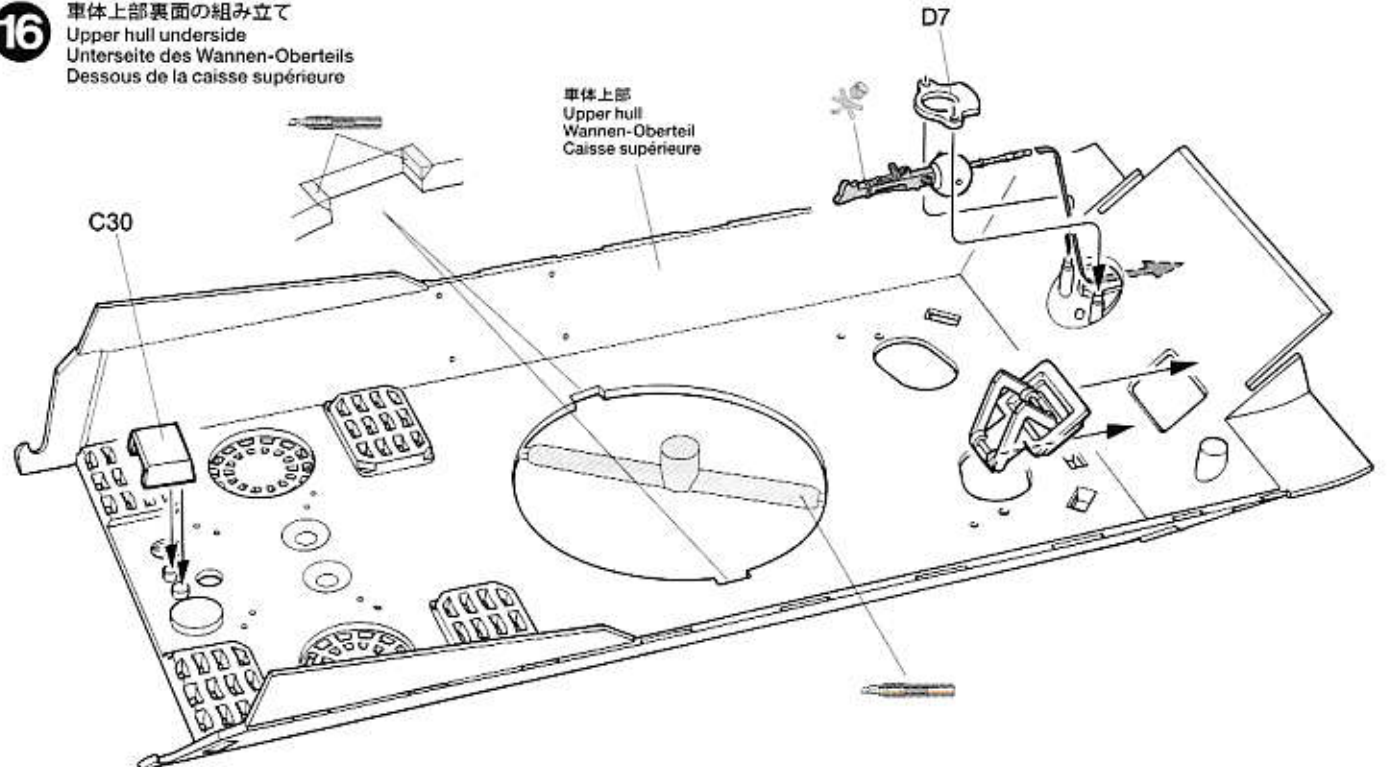 16
車体上部裏面の組み立て
Upper hull underside
Unterseite des Wannen-Oberteils
Dessous de la caisse supérieure
D7
車体上部
Upper hull
Wannen-Oberteil
Caisse supérieure
C30